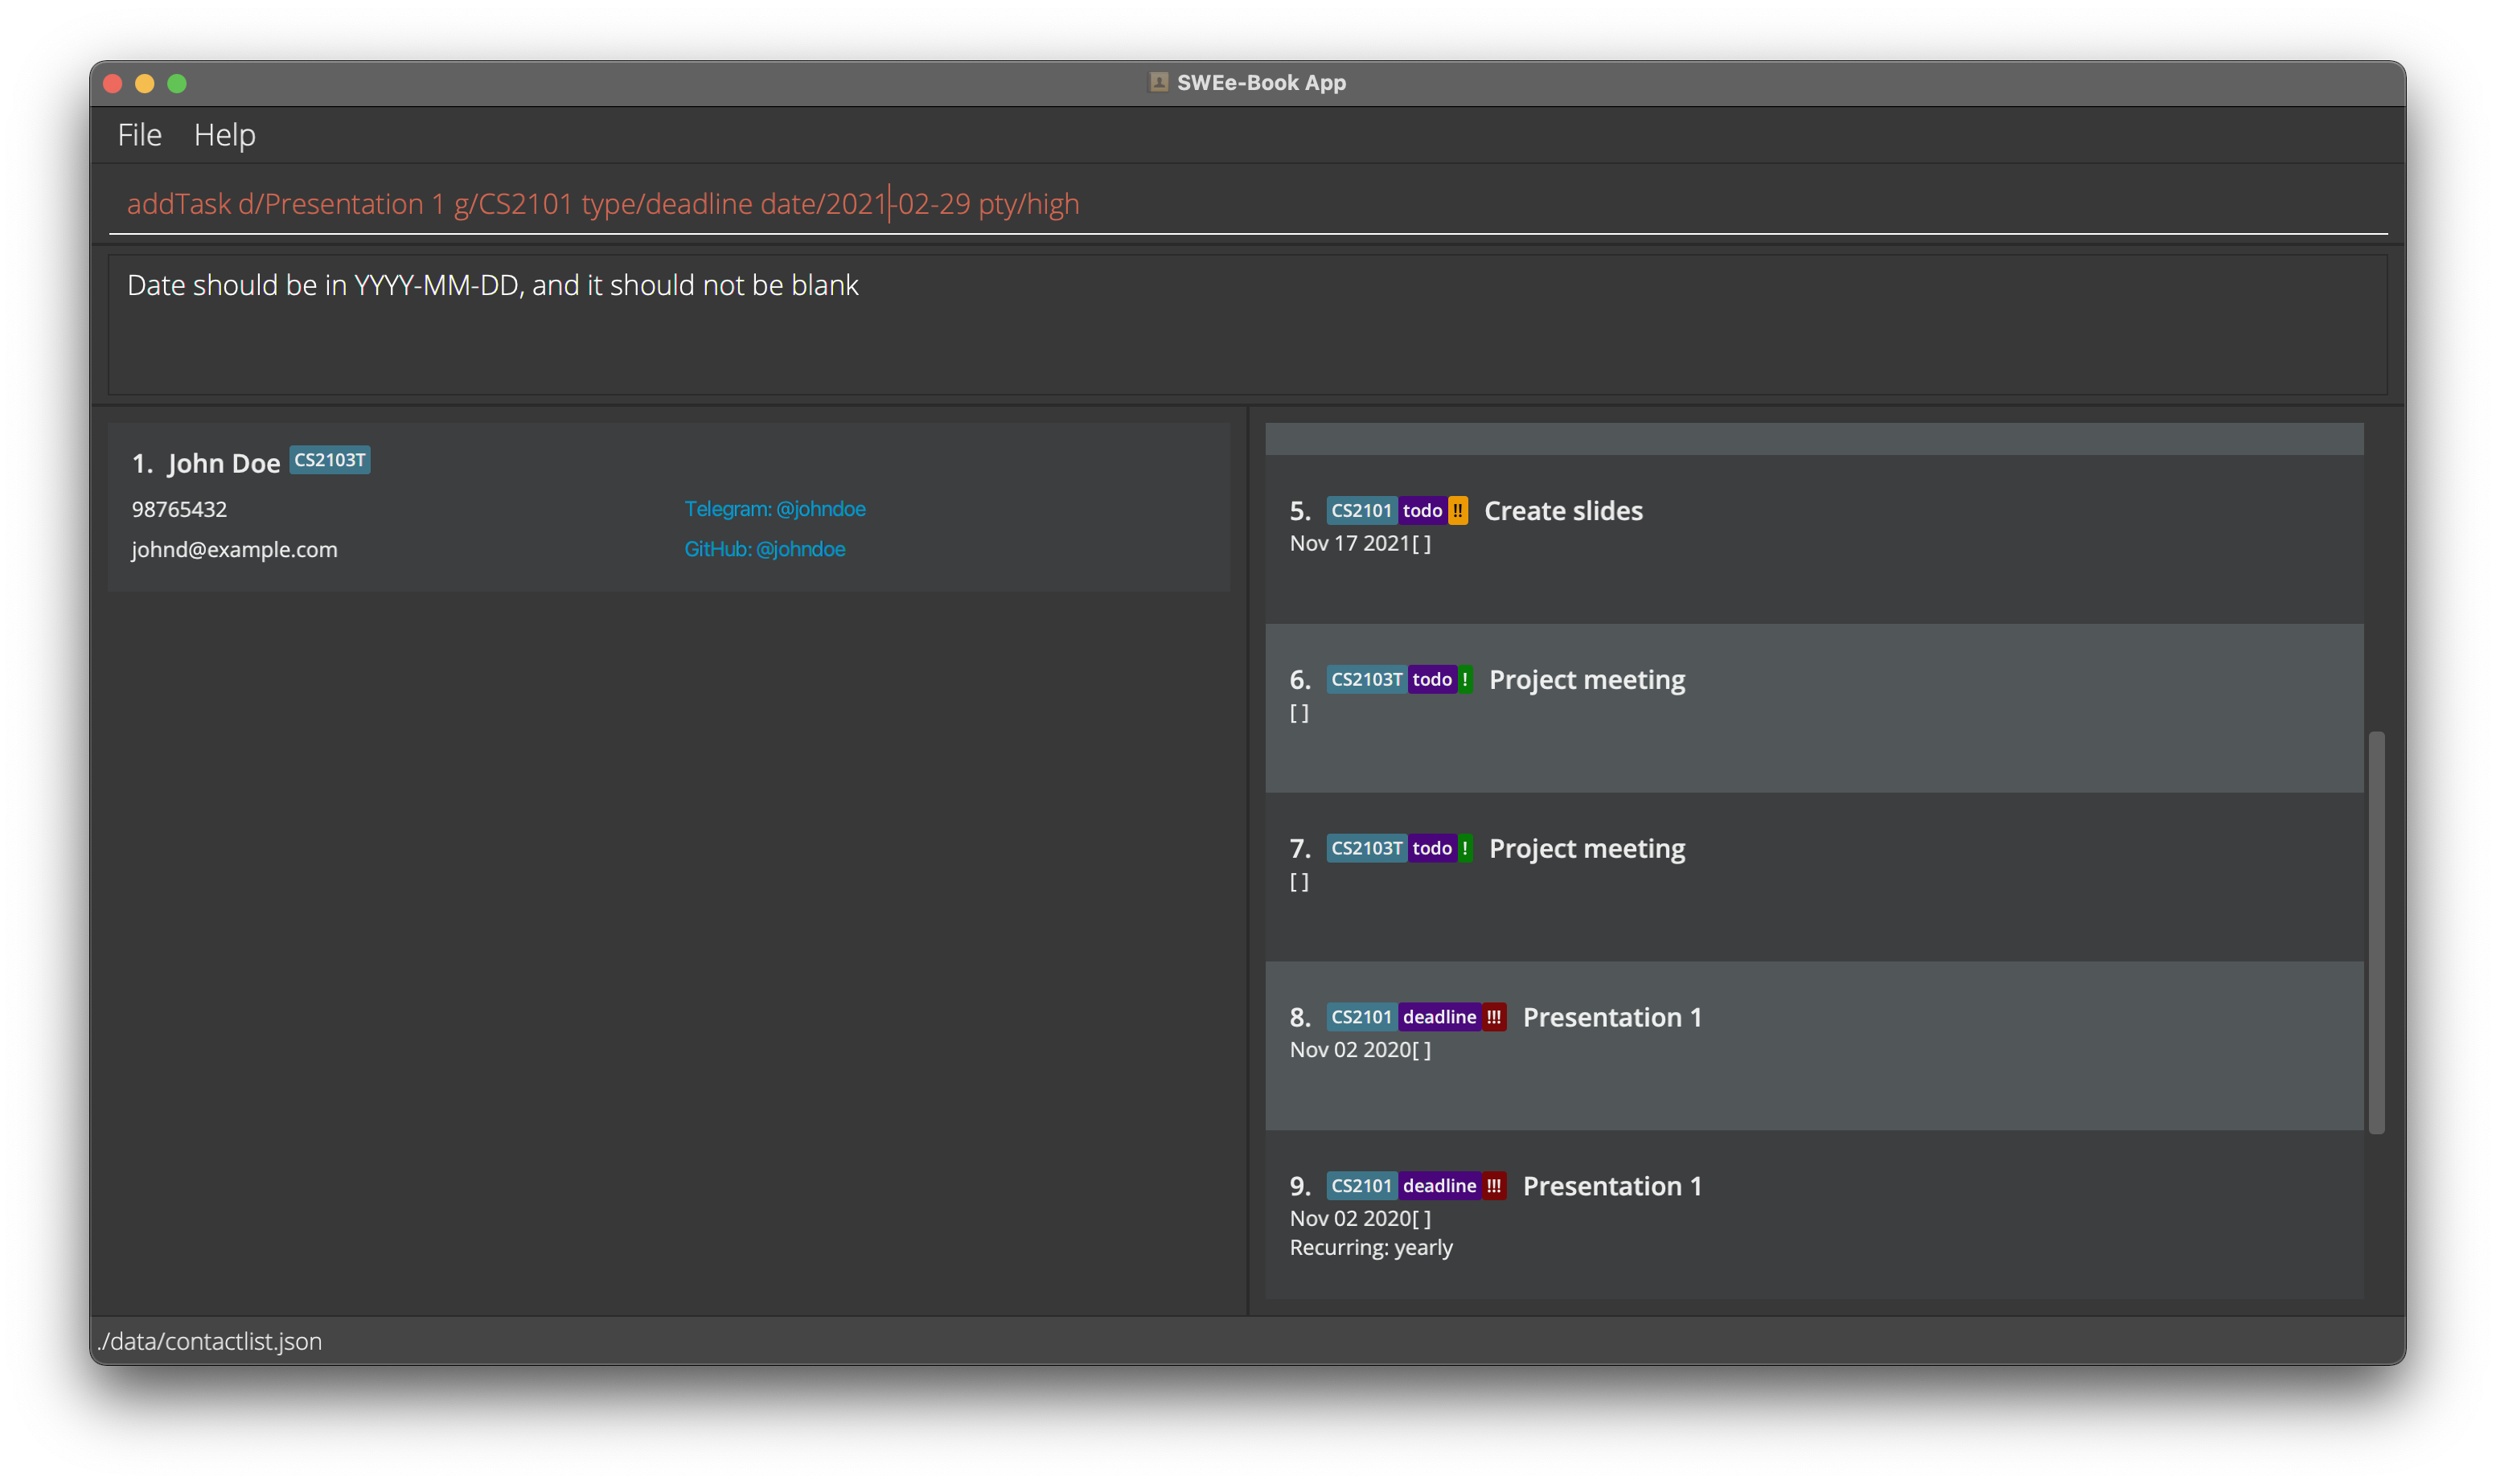 SWEe-Book App
File Help
addTask d/Presentation 1 g/CS2101 type/deadline date/2021-02-29 pty/high
Date should be in YYYY-MM-DD, and it should not be blank
1. John Doe CS2103T
98765432 Telegram: @johndoe
johnd@example.com GitHub: @johndoe
5. CS2101 todo !! Create slides
Nov 17 2021[ ]
6. CS2103T todo ! Project meeting
[ ]
7. CS2103T todo ! Project meeting
[ ]
8. CS2101 deadline !!! Presentation 1
Nov 02 2020[ ]
9. CS2101 deadline !!! Presentation 1
Nov 02 2020[ ]
Recurring: yearly
./data/contactlist.json